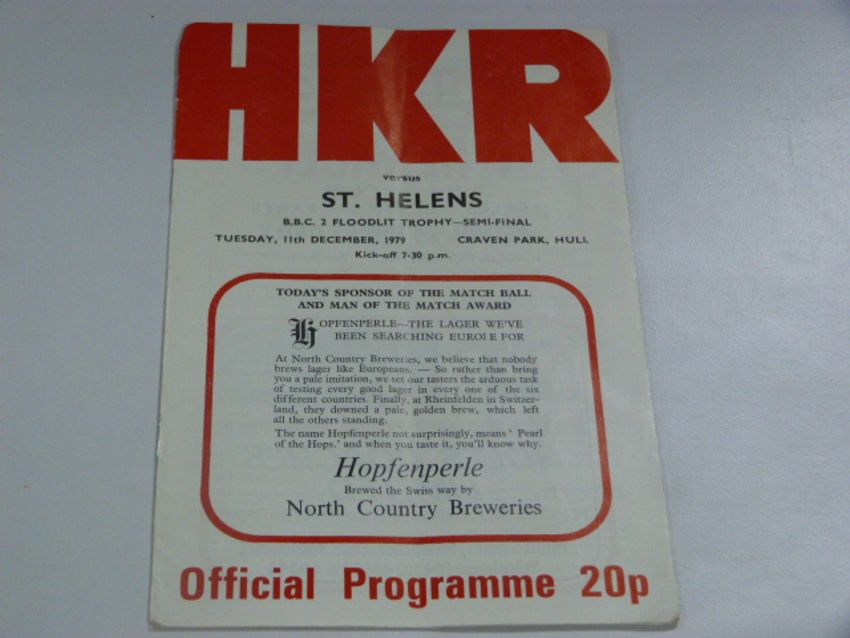 HKR
versus
ST. HELENS
B.B.C. 2 FLOODLIT TROPHY—SEMI-FINAL
TUESDAY, 11th DECEMBER, 1979 CRAVEN PARK, HULL
Kick-off 7-30 p.m.
TODAY'S SPONSOR OF THE MATCH BALL
AND MAN OF THE MATCH AWARD
HOPFENPERLE—THE LAGER WE'VE
BEEN SEARCHING EUROPE FOR
At North Country Breweries, we believe that nobody
brews lager like Europeans. — So rather than bring
you a pale imitation, we set our tasters the arduous task
of testing every good lager in every one of the six
different countries. Finally, at Rheinfelden in Switzer-
land, they downed a pale, golden brew, which left
all the others standing.
The name Hopfenperle not surprisingly, means ' Pearl
of the Hops.' and when you taste it, you'll know why.
Hopfenperle
Brewed the Swiss way by
North Country Breweries
Official Programme 20p